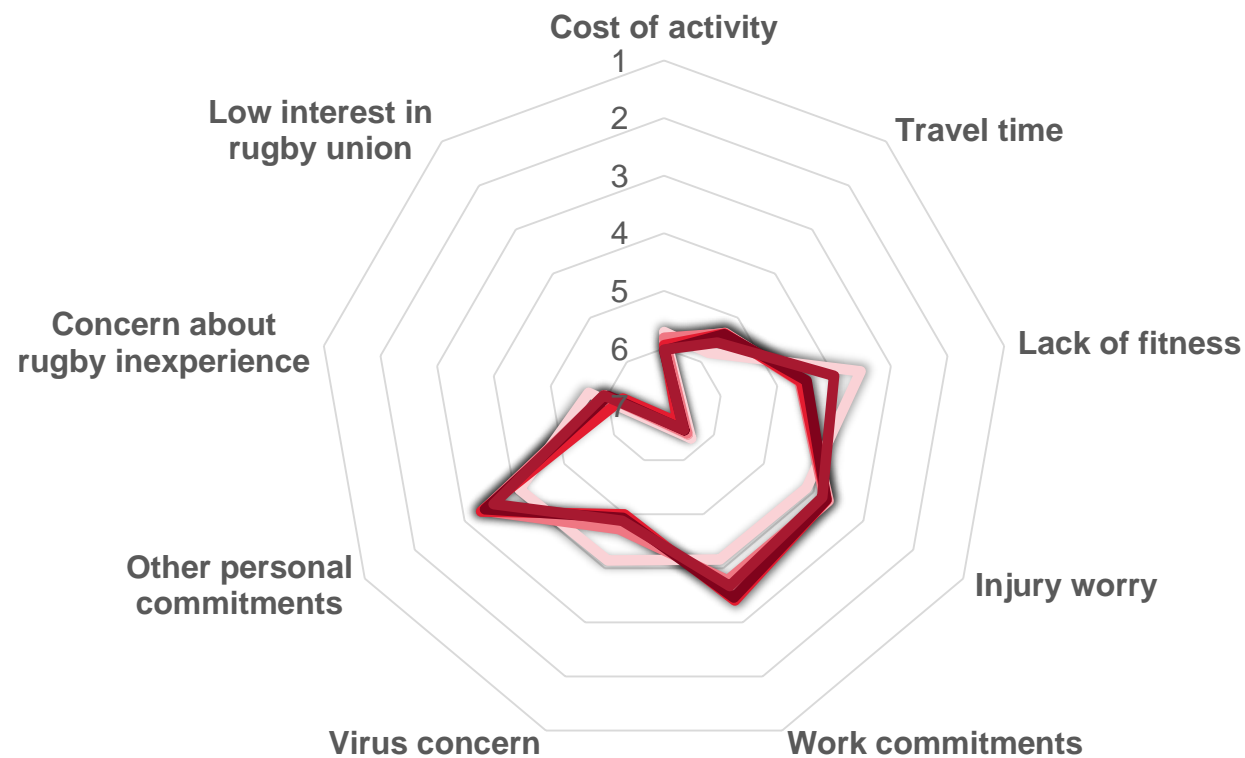 Cost of activity
1
Low interest in
rugby union
2
Travel time
3
4
5
Concern about
rugby inexperience
6
Lack of fitness
7
Other personal
commitments
Injury worry
Virus concern
Work commitments